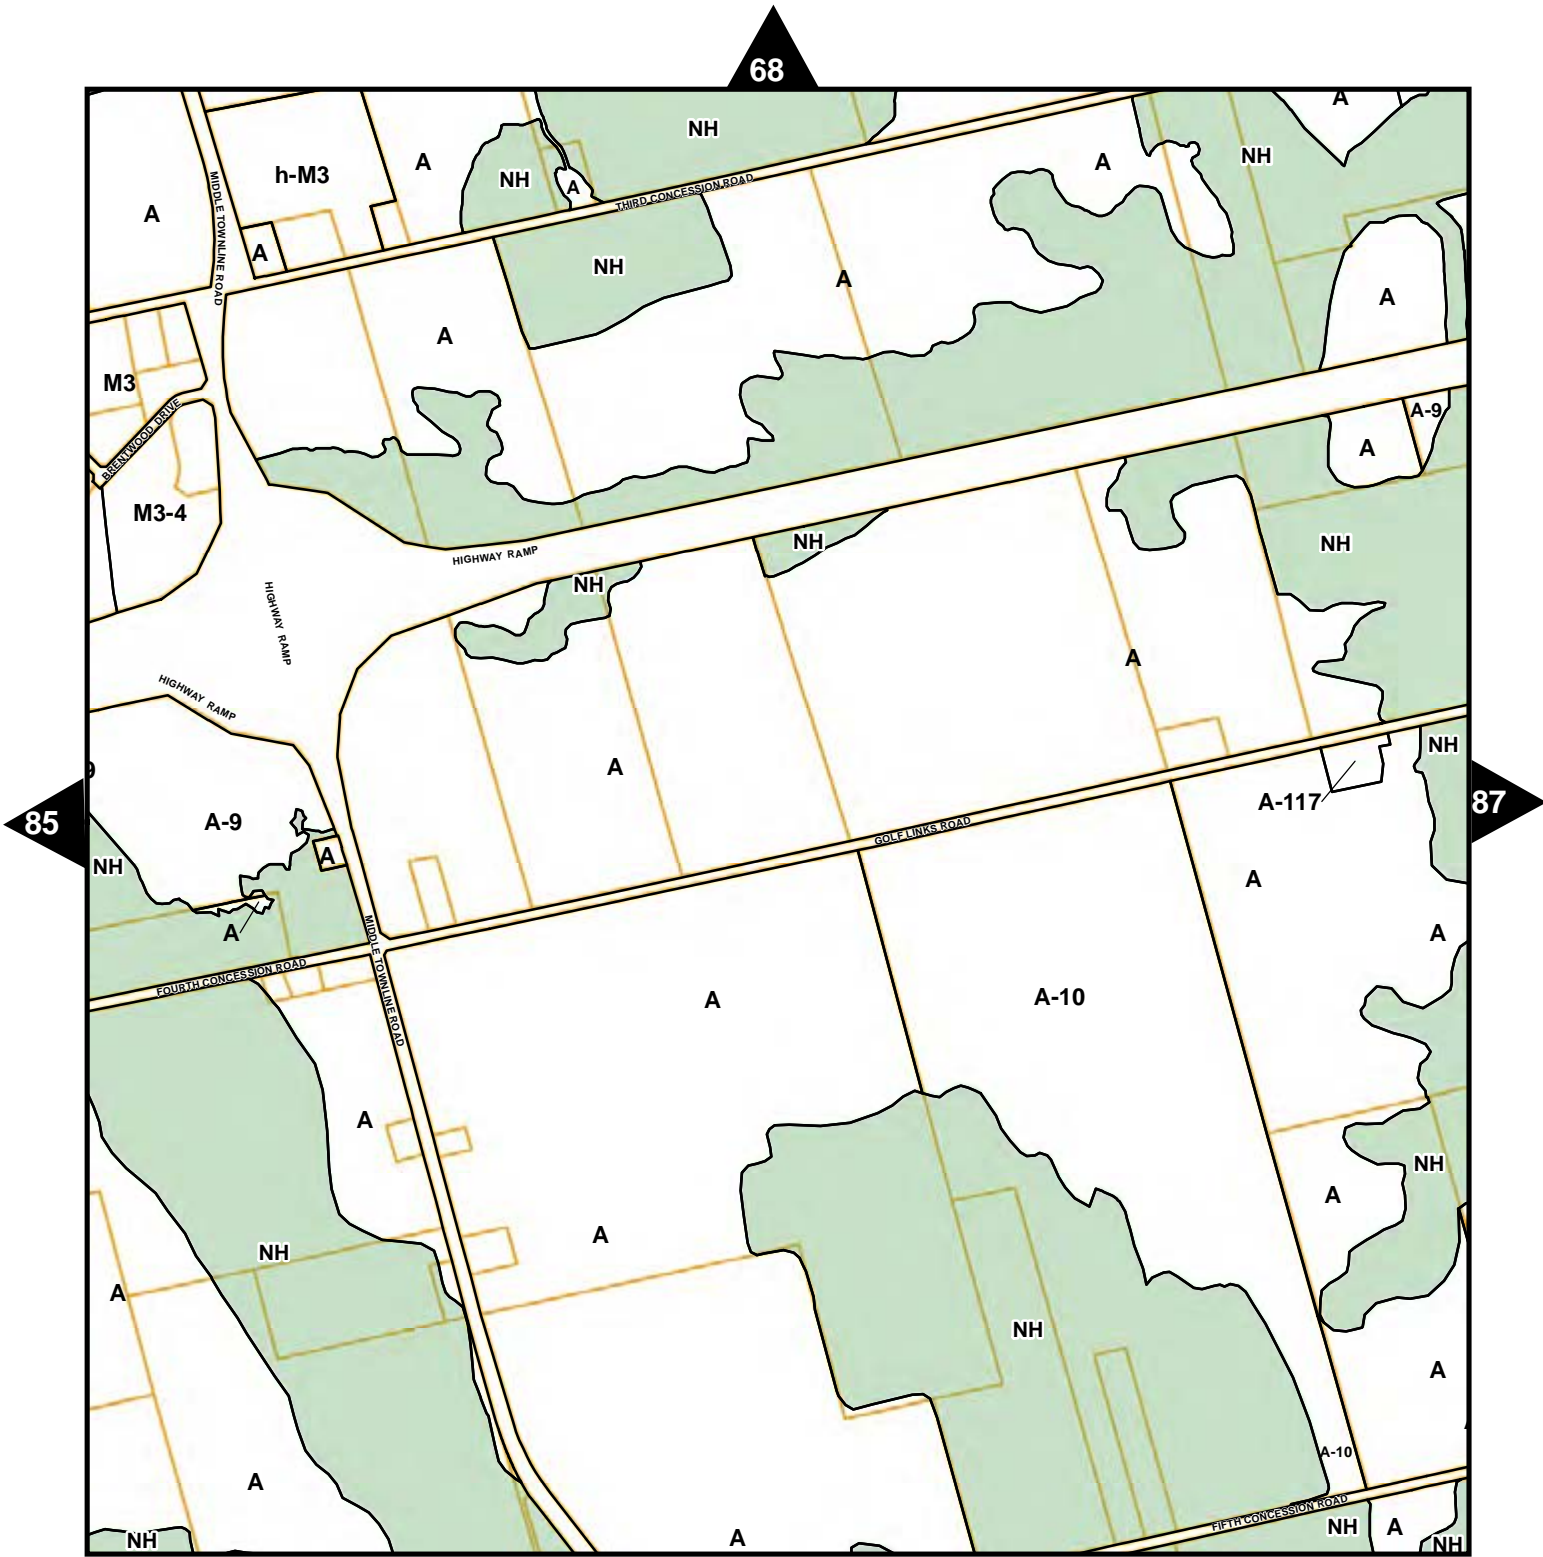 68
A
NH
A
NH
h-M3
A
NH
A
THIRD CONCESSION ROAD
MIDDLE TOWNLINE ROAD
A
A
NH
A
A
A
M3
BRENTWOOD DRIVE
A-9
A
M3-4
NH
NH
HIGHWAY RAMP
NH
HIGHWAY RAMP
A
HIGHWAY RAMP
NH
9
A
A-117
85
87
A-9
GOLF LINKS ROAD
A
NH
A
A
A
MIDDLE TOWNLINE ROAD
FOURTH CONCESSION ROAD
A
A-10
A
NH
A
A
NH
A
NH
A
A-10
A
FIFTH CONCESSION ROAD
NH
A
NH
A
NH